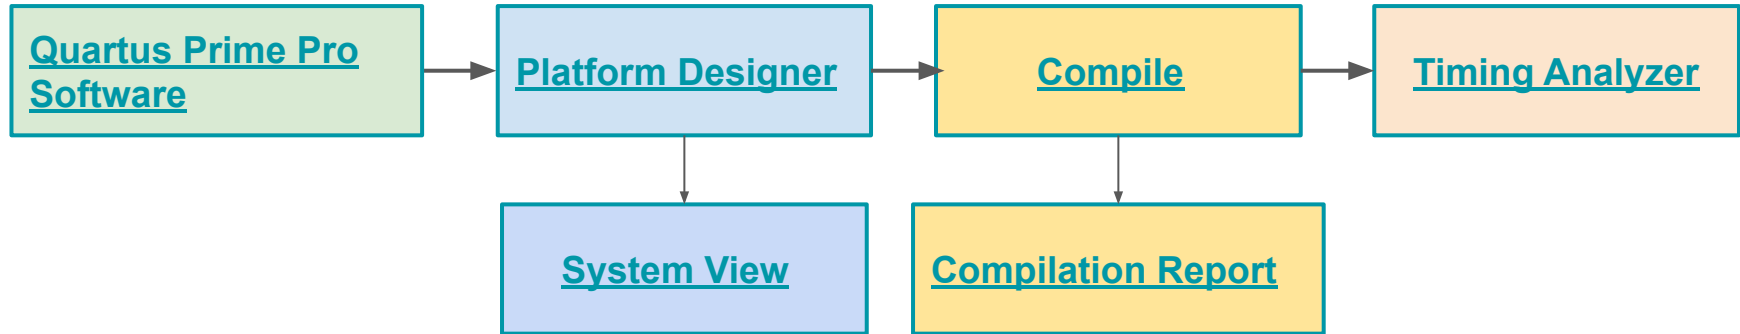 Quartus Prime Pro
Software
Platform Designer
Compile
Timing Analyzer
System View
Compilation Report